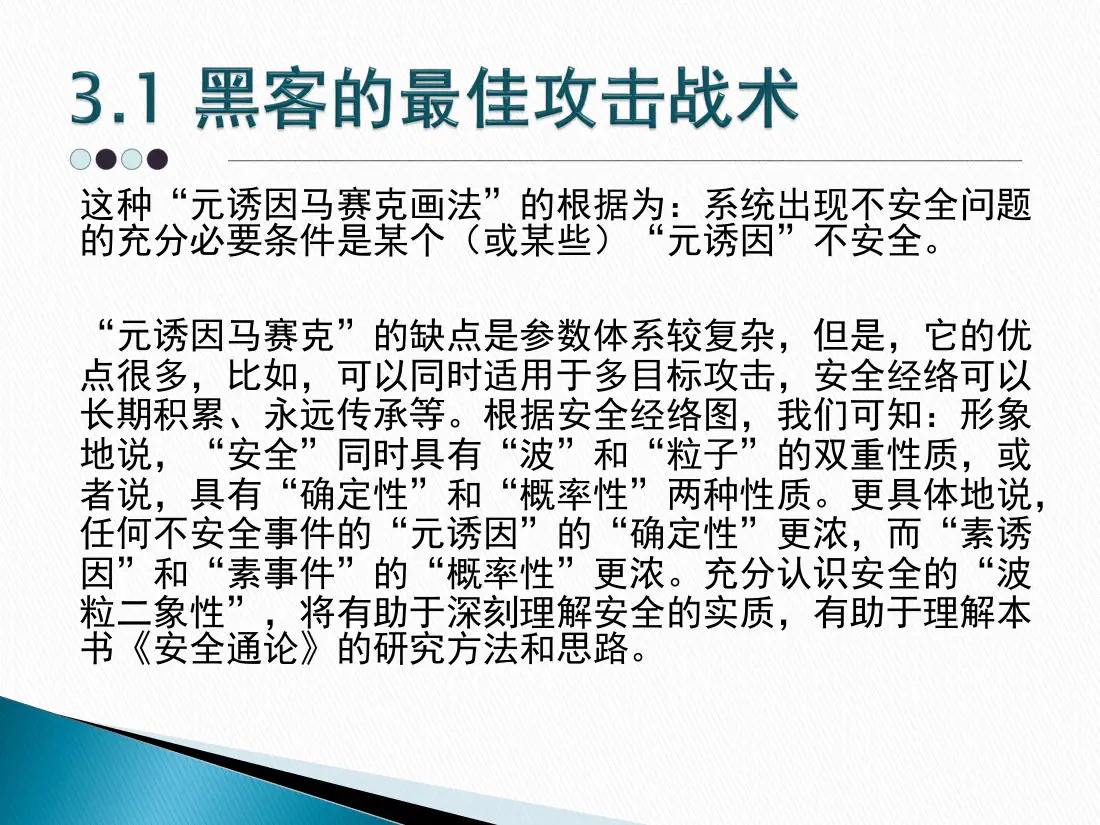 3.1 黑客的最佳攻击战术
这种“元诱因马赛克画法”的根据为：系统出现不安全问题
的充分必要条件是某个（或某些）“元诱因”不安全。
“元诱因马赛克”的缺点是参数体系较复杂，但是，它的优
点很多，比如，可以同时适用于多目标攻击，安全经络可以
长期积累、永远传承等。根据安全经络图，我们可知：形象
地说，“安全”同时具有“波”和“粒子”的双重性质，或
者说，具有“确定性”和“概率性”两种性质。更具体地说，
任何不安全事件的“元诱因”的“确定性”更浓，而“素诱
因”和“素事件”的“概率性”更浓。充分认识安全的“波
粒二象性”，将有助于深刻理解安全的实质，有助于理解本
书《安全通论》的研究方法和思路。